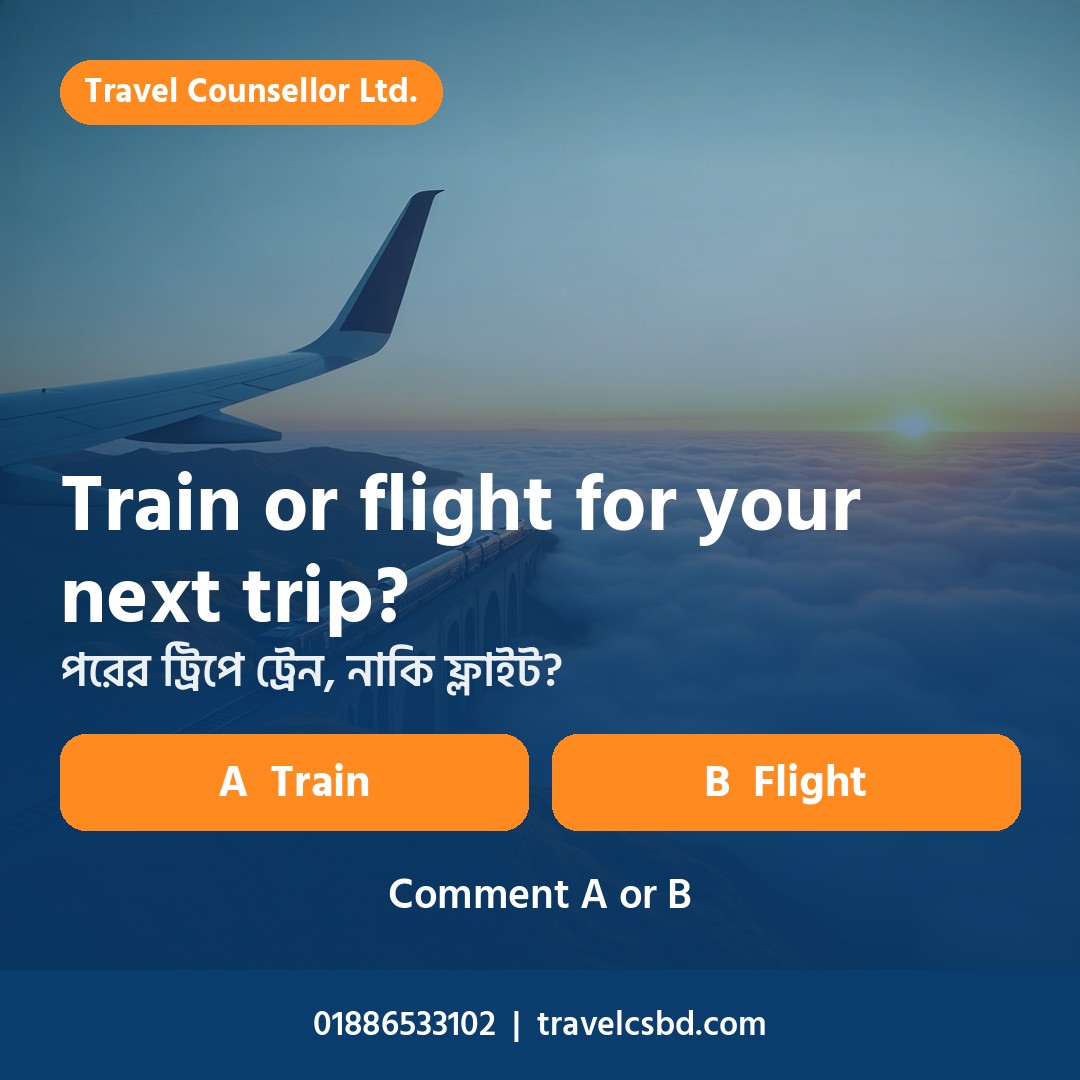 Travel Counsellor Ltd.
Train or flight for your
next trip?
পরের ট্রিপে ট্রেন, নাকি ফ্লাইট?
A Train
B Flight
Comment A or B
01886533102 | travelcsbd.com